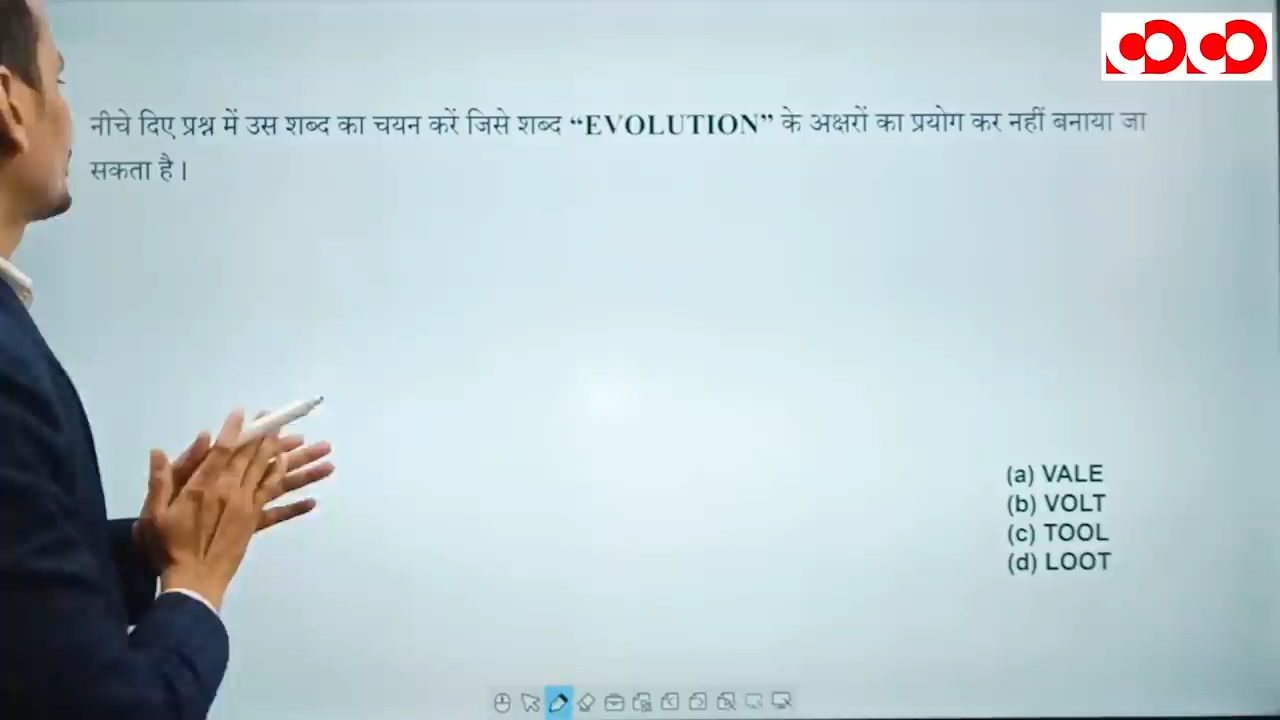 नीचे दिए प्रश्न में उस शब्द का चयन करें जिसे शब्द “EVOLUTION” के अक्षरों का प्रयोग कर नहीं बनाया जा
सकता है।
(a) VALE
(b) VOLT
(c) TOOL
(d) LOOT